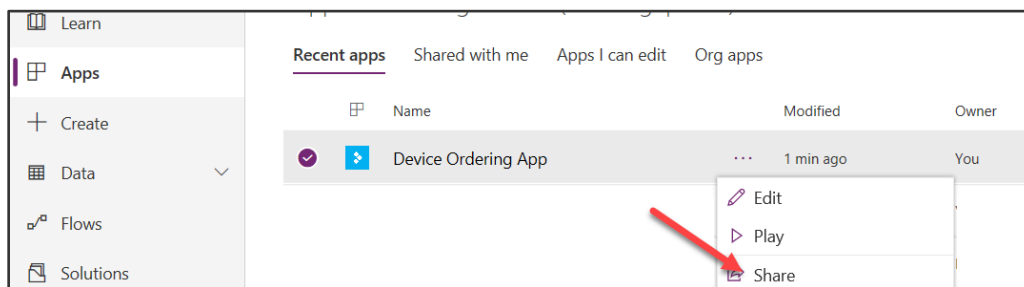 Learn
Apps
Create
Data
Flows
Solutions
Recent apps Shared with me Apps I can edit Org apps
Name Modified Owner
Device Ordering App ... 1 min ago You
Edit
Play
Share